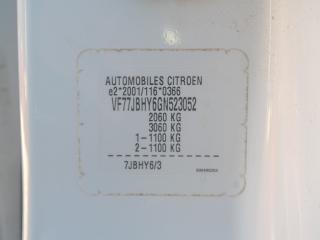 AUTOMOBILES CITROEN
e2*2001/116*0366
VF77JBHY6GN523052
2060 KG
3060 KG
1-1100 KG
2-1100 KG
7JBHY6/3